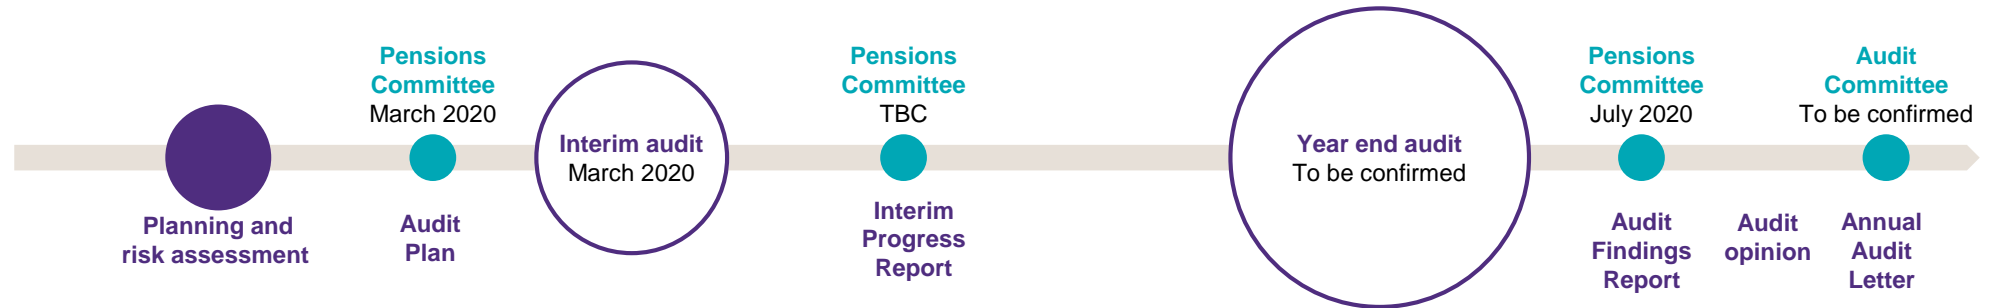 Planning and
risk assessment
Pensions
Committee
March 2020
Audit
Plan
Interim audit
March 2020
Pensions
Committee
TBC
Interim
Progress
Report
Year end audit
To be confirmed
Pensions
Committee
July 2020
Audit
Findings
Report
Audit
opinion
Audit
Committee
To be confirmed
Annual
Audit
Letter